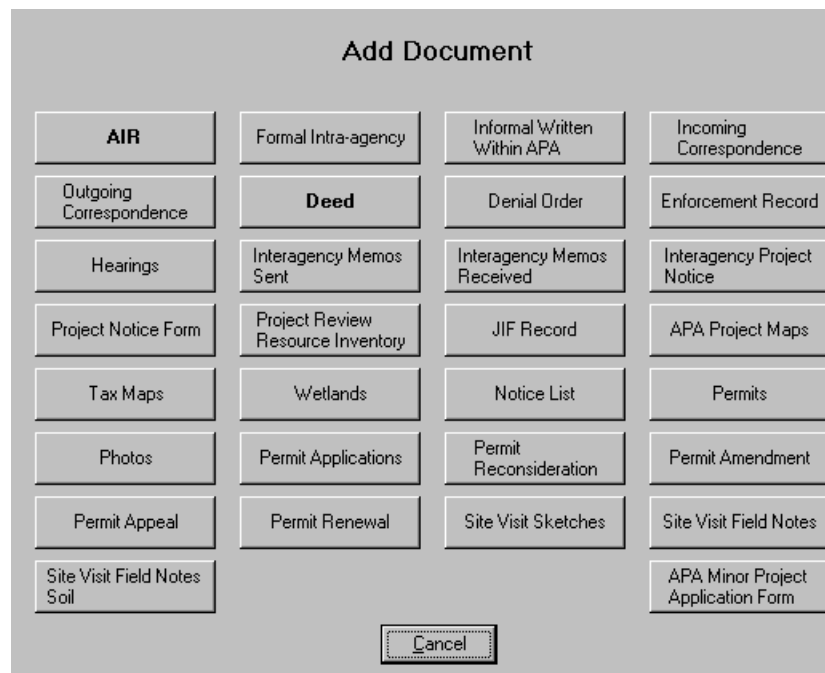 Add Document
AIR
Formal Intra-agency
Informal Written
Within APA
Incoming
Correspondence
Outgoing
Correspondence
Deed
Denial Order
Enforcement Record
Hearings
Interagency Memos
Sent
Interagency Memos
Received
Interagency Project
Notice
Project Notice Form
Project Review
Resource Inventory
JIF Record
APA Project Maps
Tax Maps
Wetlands
Notice List
Permits
Photos
Permit Applications
Permit
Reconsideration
Permit Amendment
Permit Appeal
Permit Renewal
Site Visit Sketches
Site Visit Field Notes
Site Visit Field Notes
Soil
APA Minor Project
Application Form
Cancel